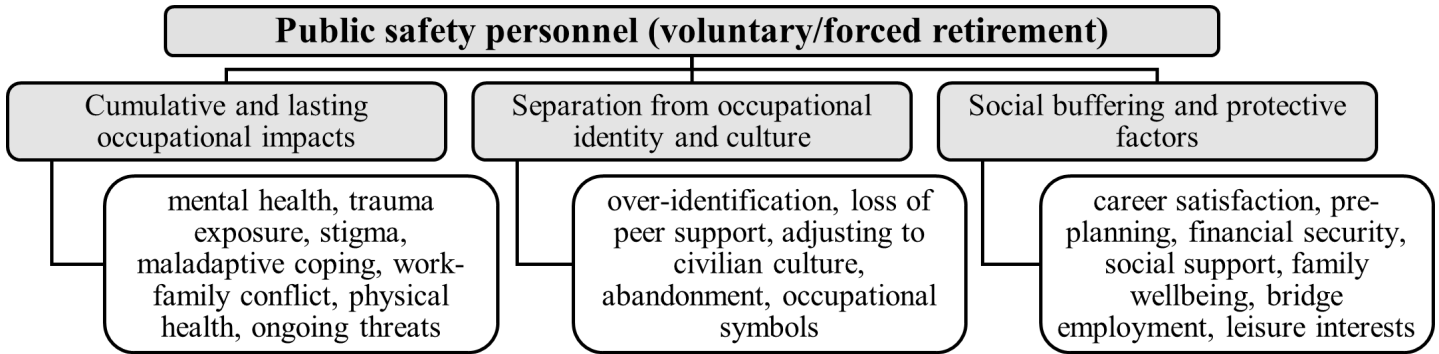 Public safety personnel (voluntary/forced retirement)
Cumulative and lasting
occupational impacts
mental health, trauma
exposure, stigma,
maladaptive coping, work-
family conflict, physical
health, ongoing threats
Separation from occupational
identity and culture
over-identification, loss of
peer support, adjusting to
civilian culture,
abandonment, occupational
symbols
Social buffering and protective
factors
career satisfaction, pre-
planning, financial security,
social support, family
wellbeing, bridge
employment, leisure interests